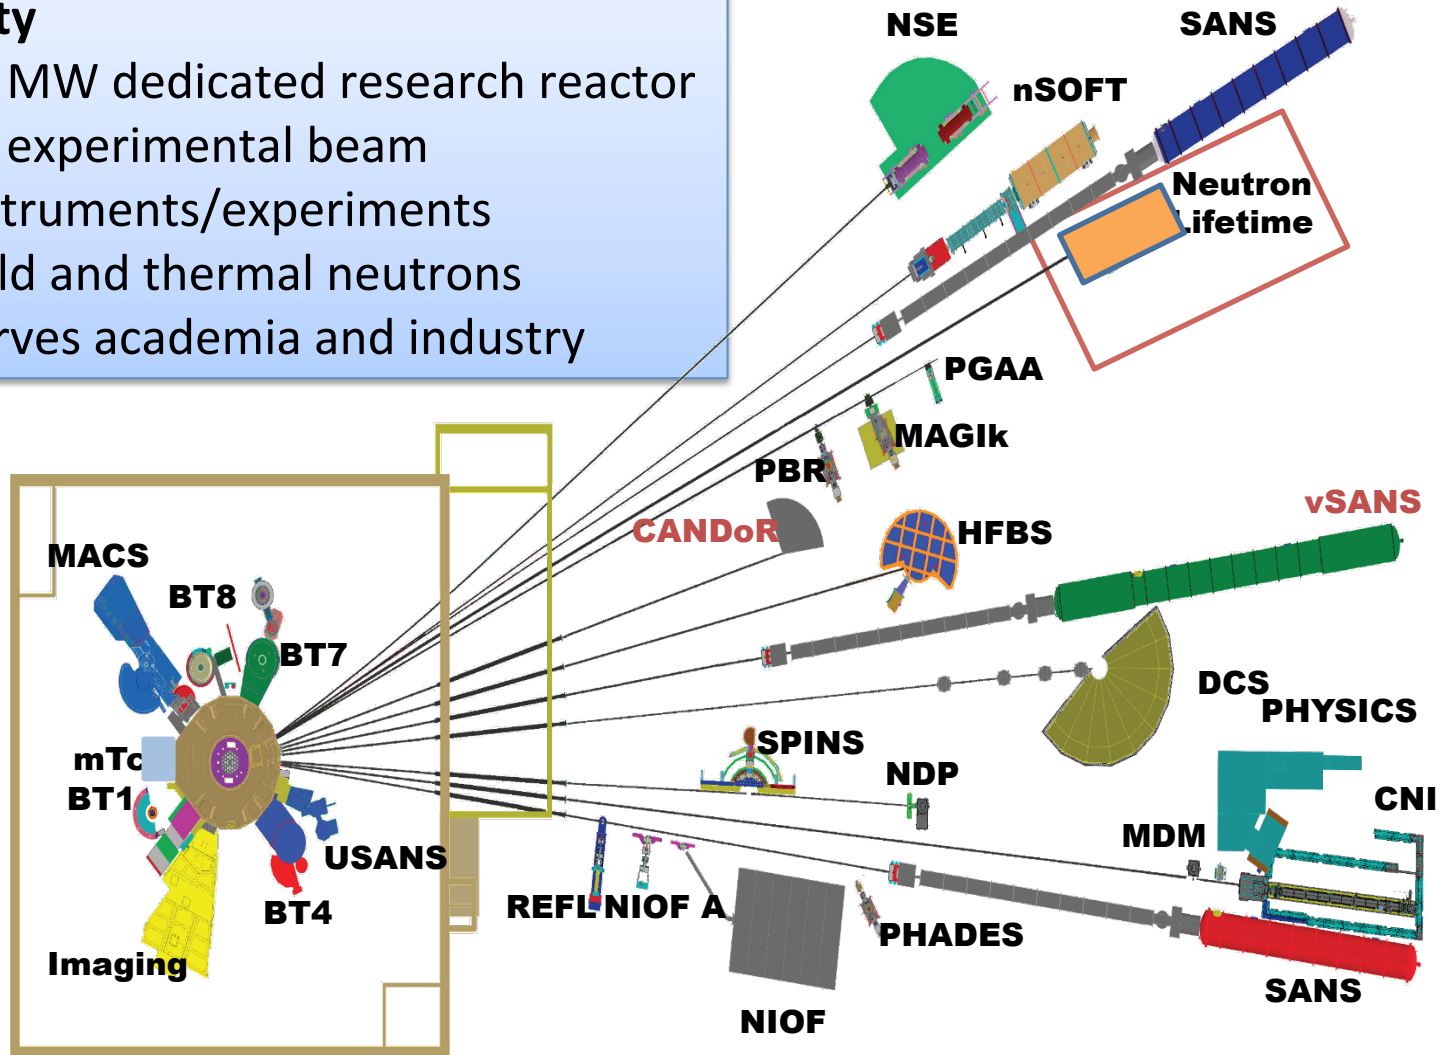 ty
MW dedicated research reactor
experimental beam
truments/experiments
ld and thermal neutrons
rves academia and industry
NSE
SANS
nSOFT
Neutron
Lifetime
PGAA
MAGIk
PBR
CANDoR
HFBS
vSANS
MACS
BT8
BT7
DCS
PHYSICS
SPINS
mTc
NDP
BT1
CNI
MDM
USANS
BT4
REFL
NIOF A
PHADES
Imaging
SANS
NIOF